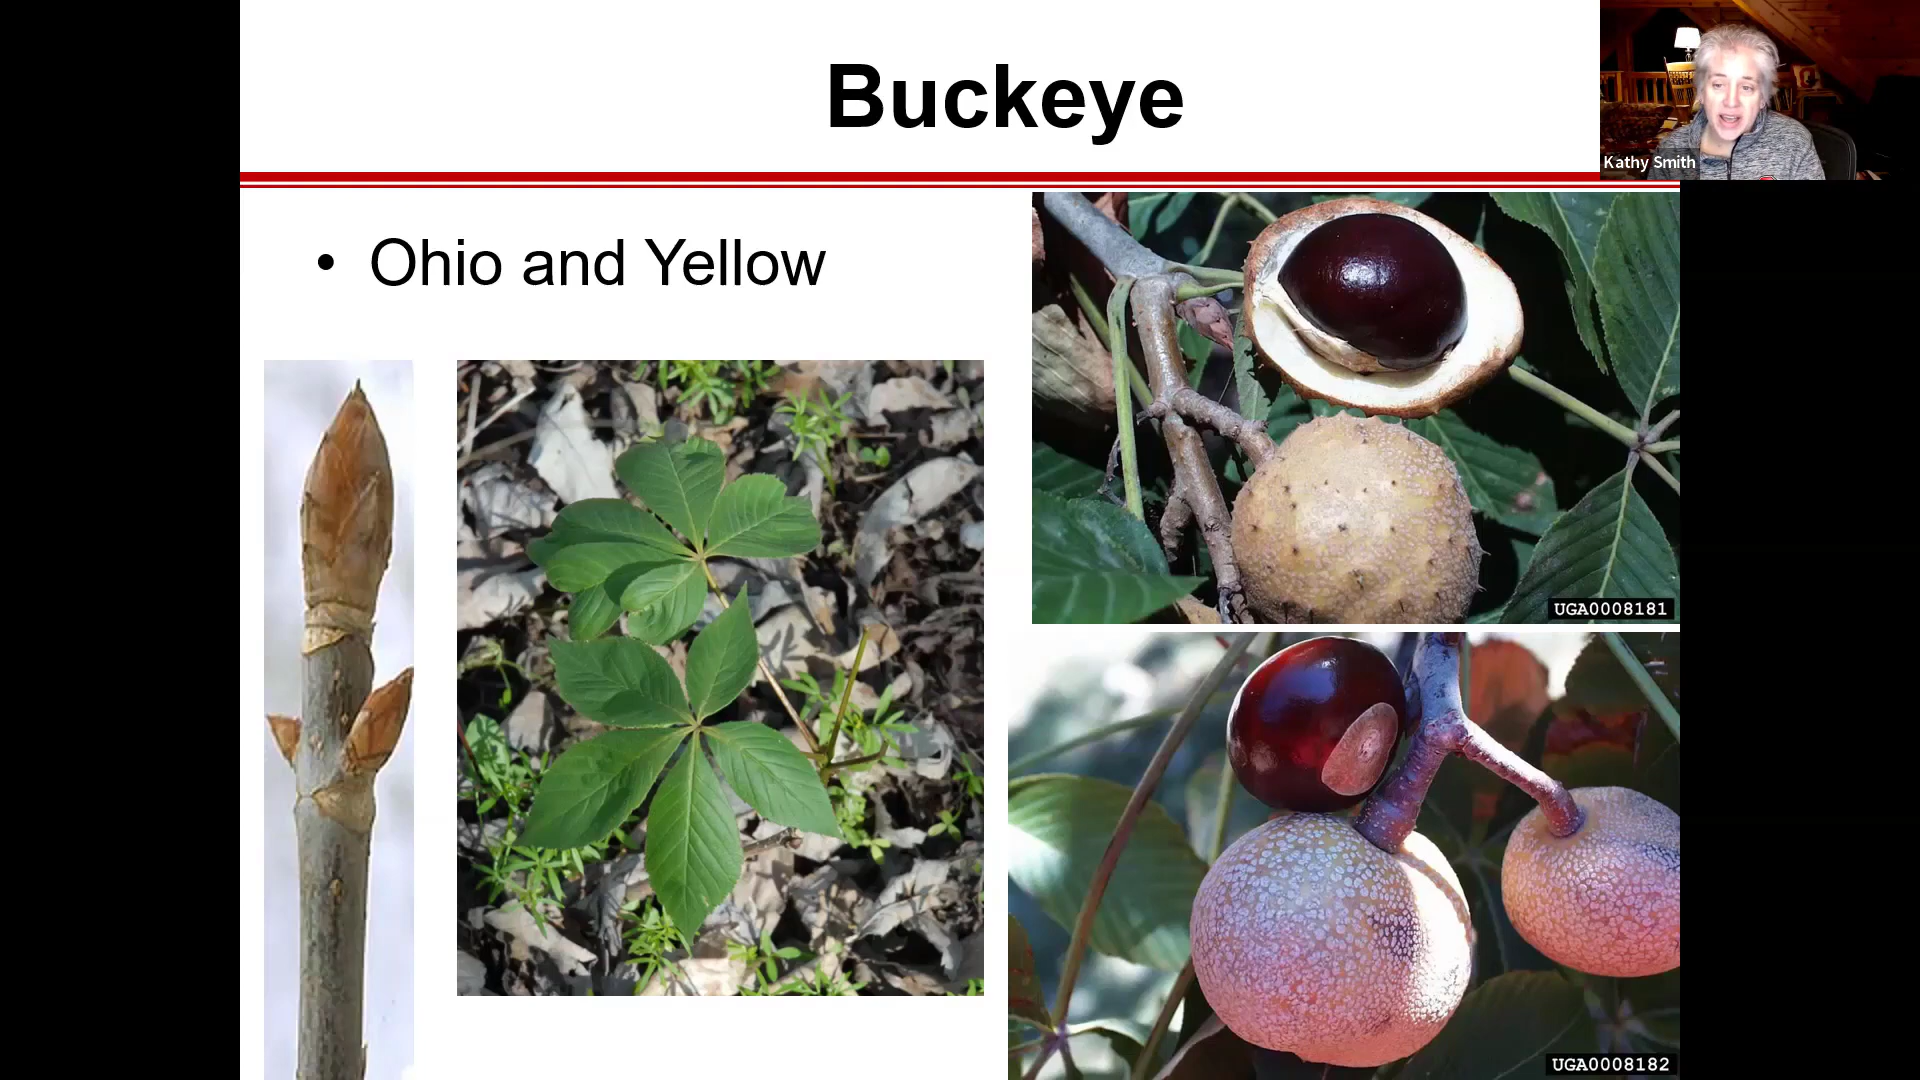 Buckeye
Kathy Smith
• Ohio and Yellow
UGA0008181
UGA0008182